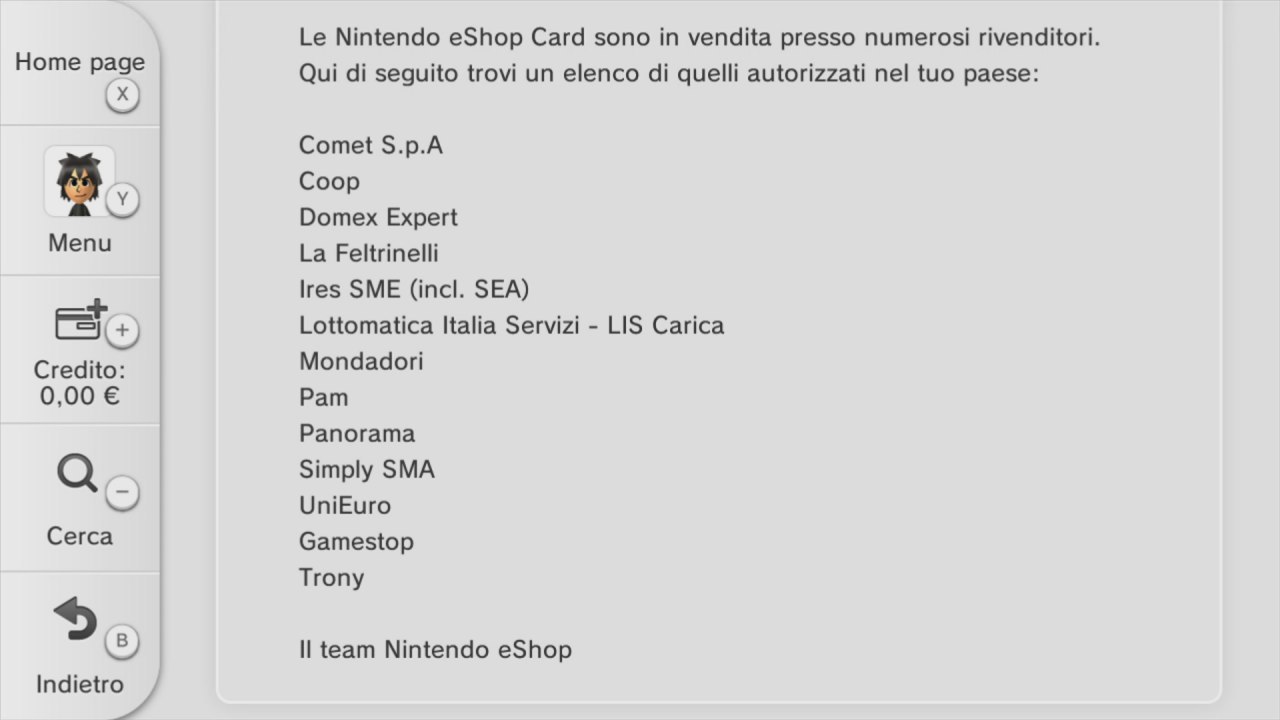 Home page
X
Y
Menu
+
Credito:
0,00 €
−
Cerca
B
Indietro
Le Nintendo eShop Card sono in vendita presso numerosi rivenditori.
Qui di seguito trovi un elenco di quelli autorizzati nel tuo paese:
Comet S.p.A
Coop
Domex Expert
La Feltrinelli
Ires SME (incl. SEA)
Lottomatica Italia Servizi - LIS Carica
Mondadori
Pam
Panorama
Simply SMA
UniEuro
Gamestop
Trony
Il team Nintendo eShop